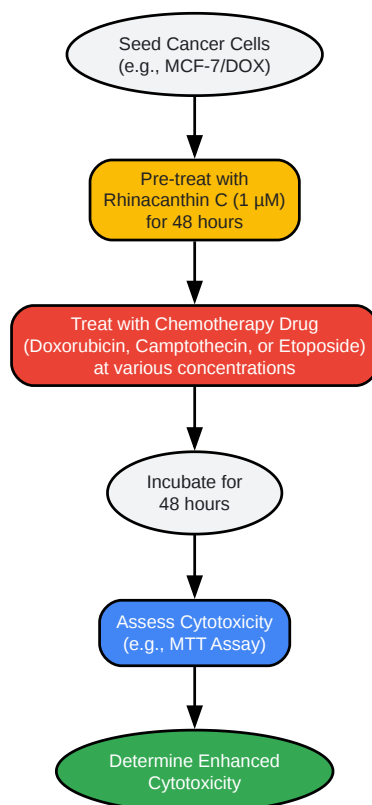 Seed Cancer Cells
(e.g., MCF-7/DOX)
Pre-treat with
Rhinacanthin C (1 µM)
for 48 hours
Treat with Chemotherapy Drug
(Doxorubicin, Camptothecin, or Etoposide)
at various concentrations
Incubate for
48 hours
Assess Cytotoxicity
(e.g., MTT Assay)
Determine Enhanced
Cytotoxicity